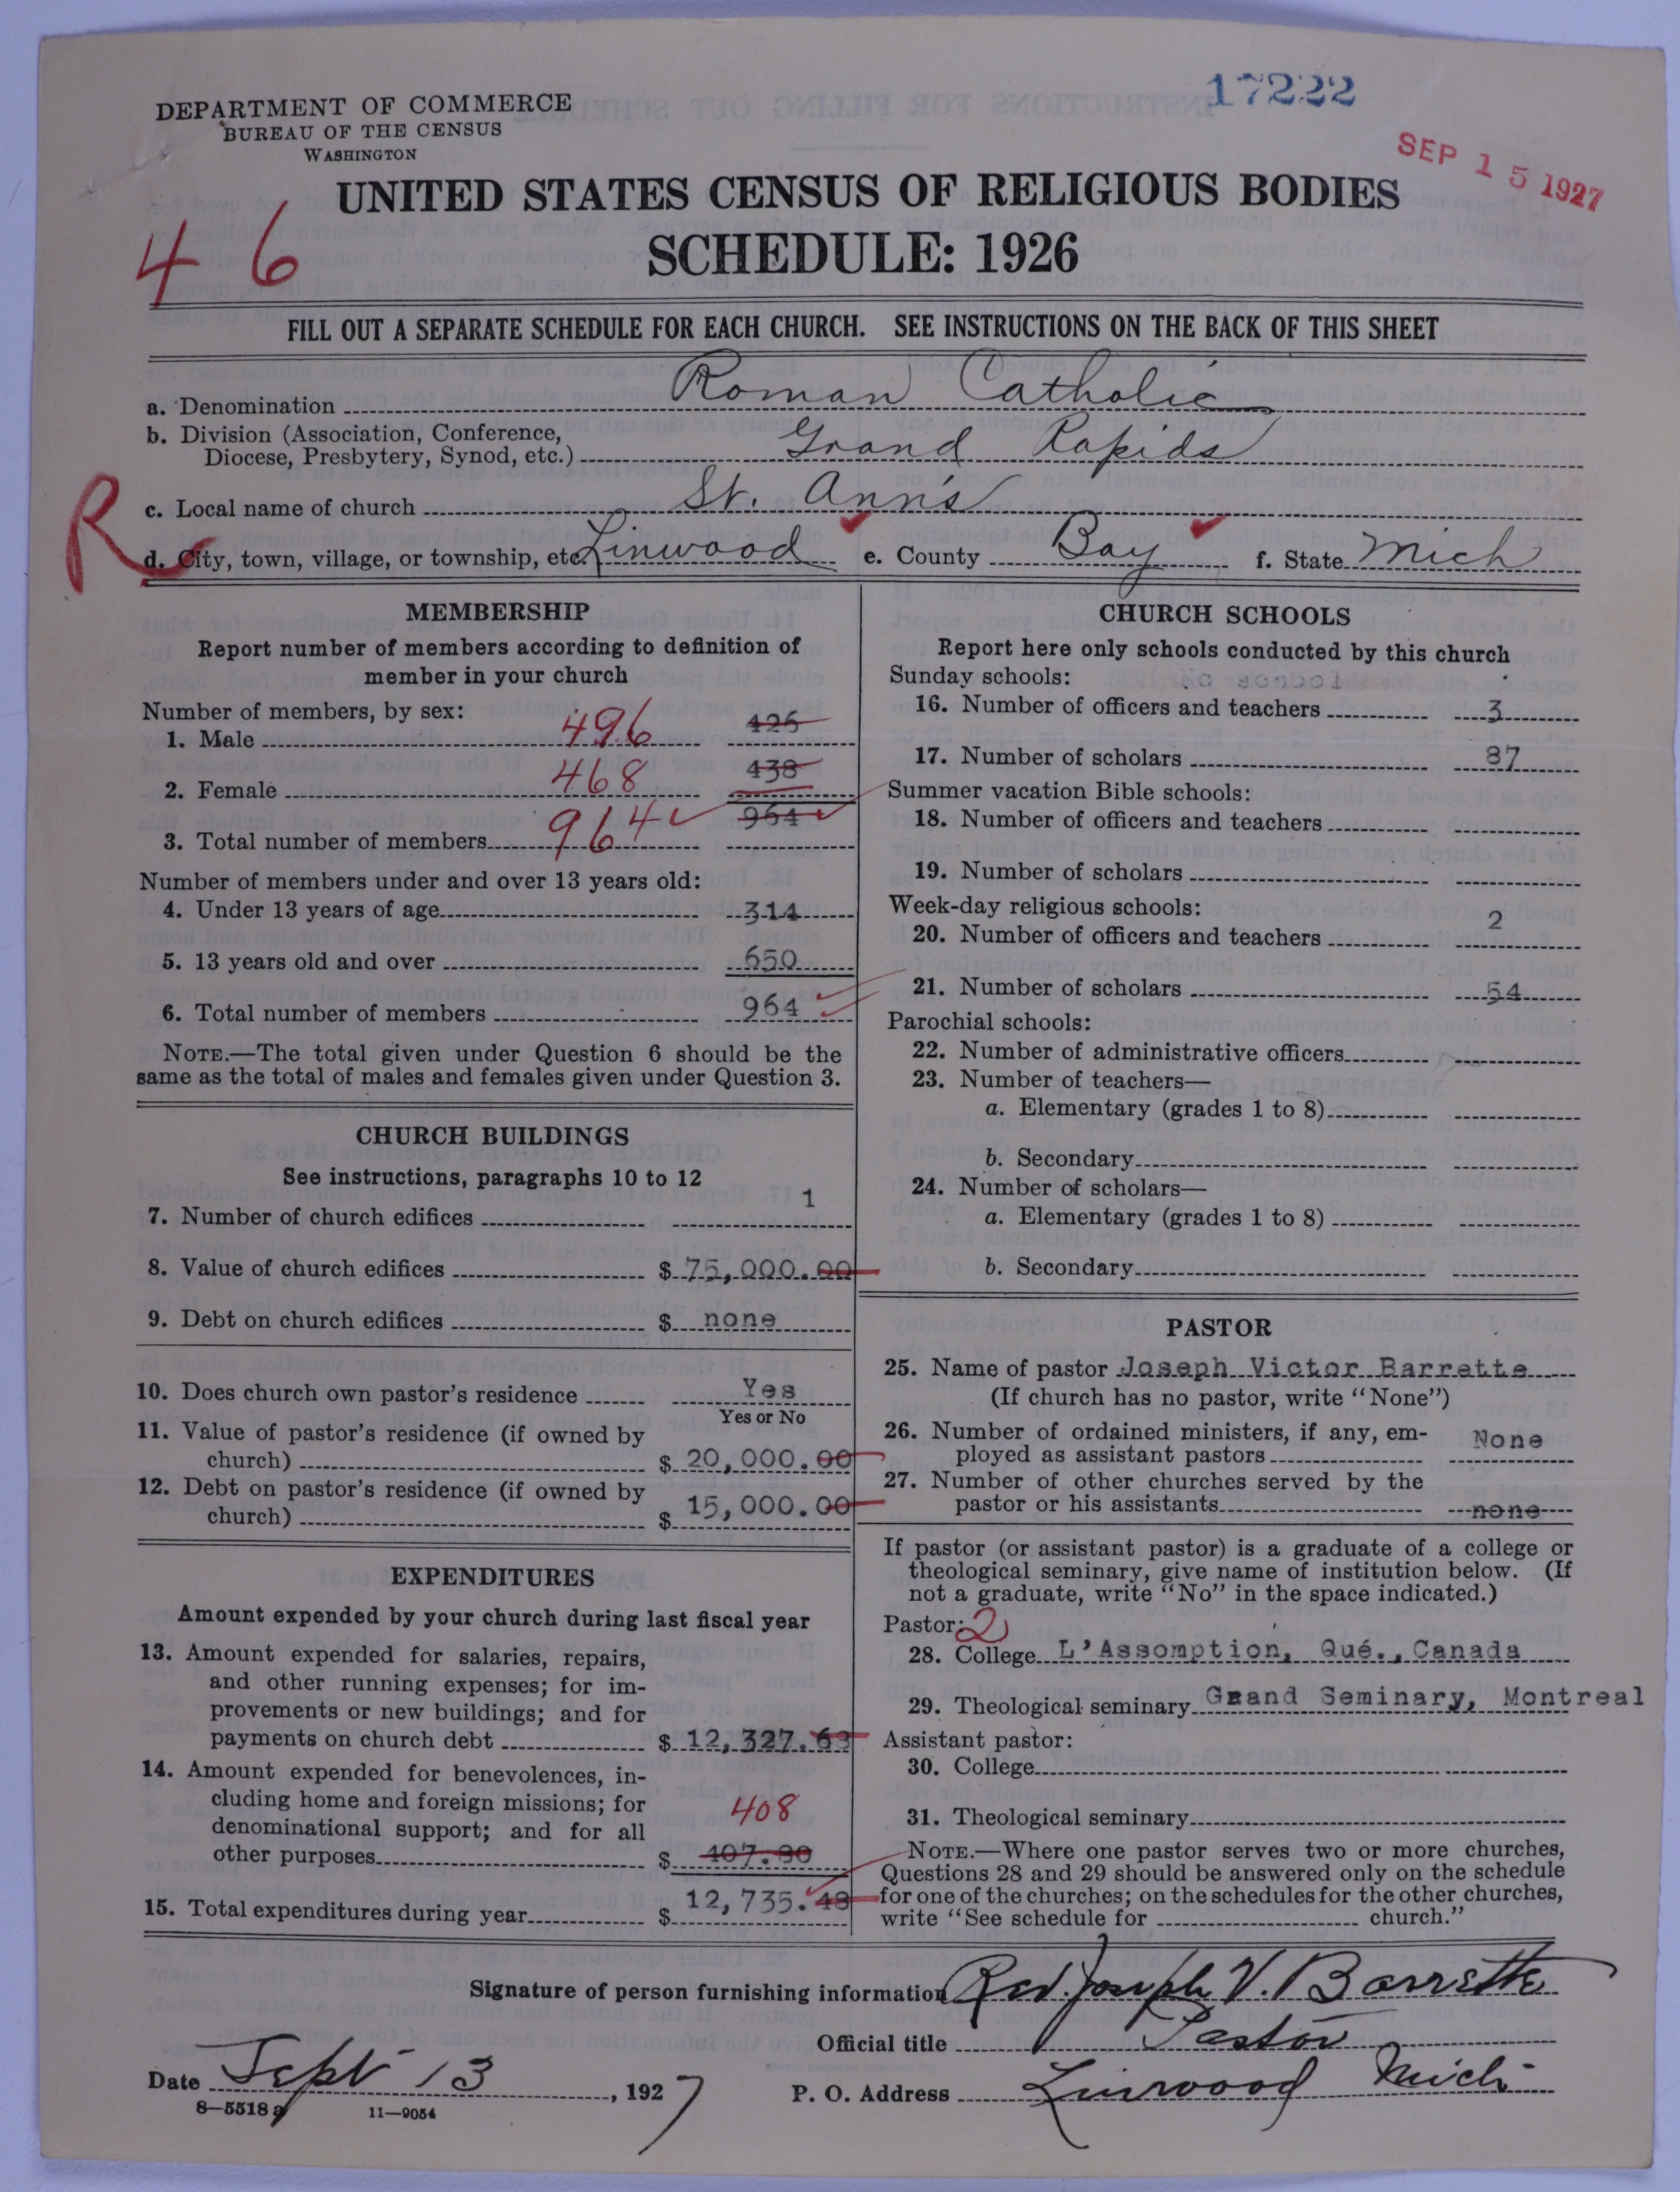 17222
DEPARTMENT OF COMMERCE
BUREAU OF THE CENSUS
WASHINGTON
SEP 15 1927
UNITED STATES CENSUS OF RELIGIOUS BODIES
SCHEDULE: 1926
46
FILL OUT A SEPARATE SCHEDULE FOR EACH CHURCH. SEE INSTRUCTIONS ON THE BACK OF THIS SHEET
a. Denomination Roman Catholic
b. Division (Association, Conference,
Diocese, Presbytery, Synod, etc.) Grand Rapids
R
c. Local name of church St. Ann's
d. City, town, village, or township, etc. Linwood e. County Bay f. State Mich
MEMBERSHIP
Report number of members according to definition of
member in your church
Number of members, by sex:
1. Male 496 426
2. Female 468 438
3. Total number of members 964 964
Number of members under and over 13 years old:
4. Under 13 years of age 314
5. 13 years old and over 650
6. Total number of members 964
NOTE.—The total given under Question 6 should be the
same as the total of males and females given under Question 3.
CHURCH BUILDINGS
See instructions, paragraphs 10 to 12
7. Number of church edifices 1
8. Value of church edifices $ 75,000.00
9. Debt on church edifices $ none
10. Does church own pastor's residence Yes
Yes or No
11. Value of pastor's residence (if owned by
church) $ 20,000.00
12. Debt on pastor's residence (if owned by
church) $ 15,000.00
EXPENDITURES
Amount expended by your church during last fiscal year
13. Amount expended for salaries, repairs,
and other running expenses; for im-
provements or new buildings; and for
payments on church debt $ 12,327.68
14. Amount expended for benevolences, in-
cluding home and foreign missions; for
denominational support; and for all 408
other purposes $ 407.80
15. Total expenditures during year $ 12,735.48
CHURCH SCHOOLS
Report here only schools conducted by this church
Sunday schools:
16. Number of officers and teachers 3
17. Number of scholars 87
Summer vacation Bible schools:
18. Number of officers and teachers
19. Number of scholars
Week-day religious schools:
20. Number of officers and teachers 2
21. Number of scholars 54
Parochial schools:
22. Number of administrative officers
23. Number of teachers—
a. Elementary (grades 1 to 8)
b. Secondary
24. Number of scholars—
a. Elementary (grades 1 to 8)
b. Secondary
PASTOR
25. Name of pastor Joseph Victor Barrette
(If church has no pastor, write "None")
26. Number of ordained ministers, if any, em-
ployed as assistant pastors None
27. Number of other churches served by the
pastor or his assistants none
If pastor (or assistant pastor) is a graduate of a college or
theological seminary, give name of institution below. (If
not a graduate, write "No" in the space indicated.)
Pastor: 2
28. College L'Assomption, Qué., Canada
29. Theological seminary Grand Seminary, Montreal
Assistant pastor:
30. College
31. Theological seminary
NOTE.—Where one pastor serves two or more churches,
Questions 28 and 29 should be answered only on the schedule
for one of the churches; on the schedules for the other churches,
write "See schedule for church."
Signature of person furnishing information Rev. Joseph V. Barrette
Official title Pastor
Date Sept 13, 1927 P. O. Address Linwood Mich
8—5518 a 11—9054